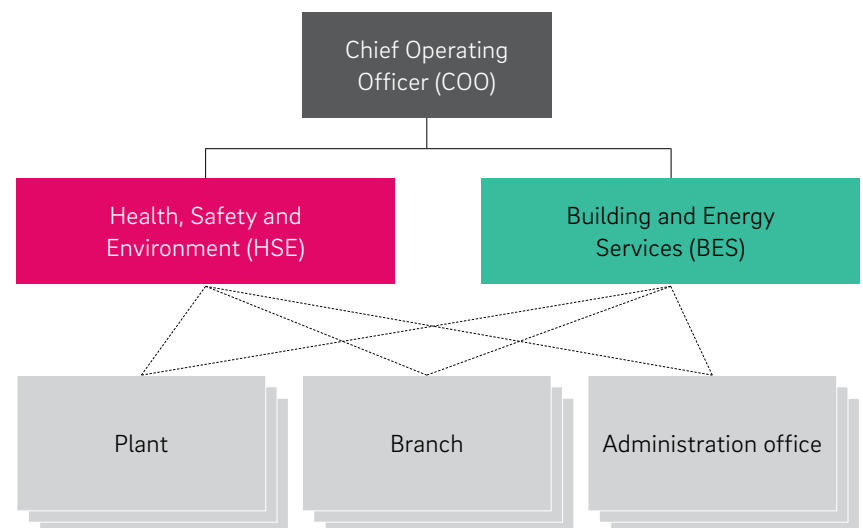 Chief Operating
Officer (COO)
Health, Safety and
Environment (HSE)
Building and Energy
Services (BES)
Plant
Branch
Administration office